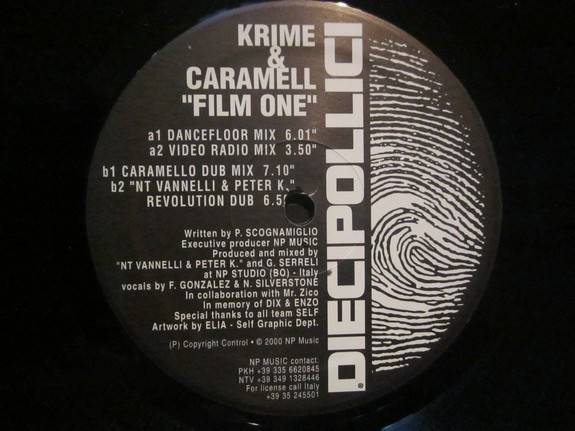 KRIME
&
CARAMELL
"FILM ONE"
a1 DANCEFLOOR MIX 6.01"
a2 VIDEO RADIO MIX 3.50"
b1 CARAMELLO DUB MIX 7.10"
b2 "NT VANNELLI & PETER K."
REVOLUTION DUB
Written by P. SCOGNAMIGLIO
Executive producer NP MUSIC
Produced and mixed by
"NT VANNELLI & PETER K." and G. SERRELI
at NP STUDIO (BQ) - Italy
vocals by F. GONZALEZ & N. SILVERSTONE
In collaboration with Mr. Zico
In memory of DIX & ENZO
Special thanks to all team SELF
Artwork by ELIA - Self Graphic Dept.
(P) Copyright Control • © 2000 NP Music
NP MUSIC contact:
PKH +39 335 6620845
NTV +39 349 1328446
For license call Italy
+39 35 245501
DIECIPOLLICI
®